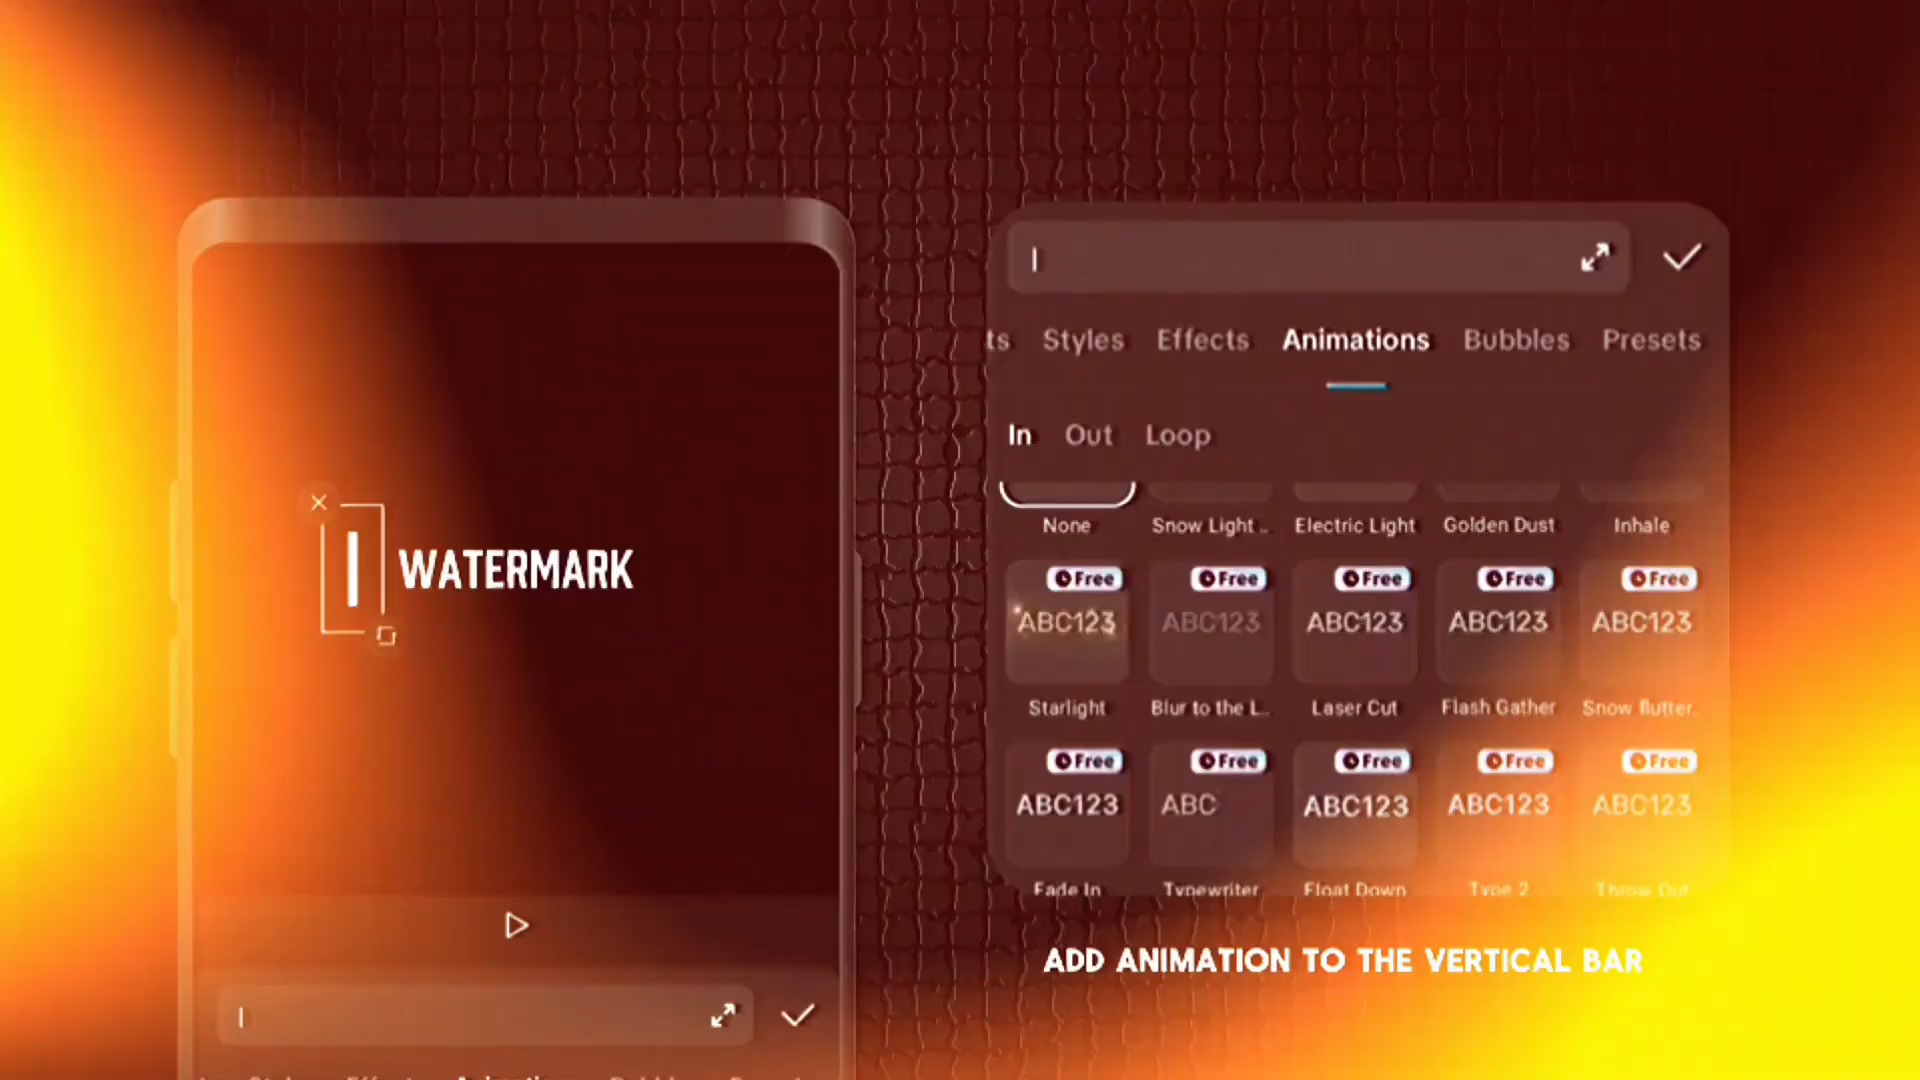 WATERMARK
|
|
ts Styles Effects Animations Bubbles Presets
In Out Loop
None Snow Light .. Electric Light Golden Dust Inhale
Free Free Free Free Free
ABC123 ABC123 ABC123 ABC123 ABC123
Starlight Blur to the L.. Laser Cut Flash Gather Snow flutter..
Free Free Free Free Free
ABC123 ABC ABC123 ABC123 ABC123
Fade In Typewriter Float Down Type 2 Throw Out
ADD ANIMATION TO THE VERTICAL BAR
|